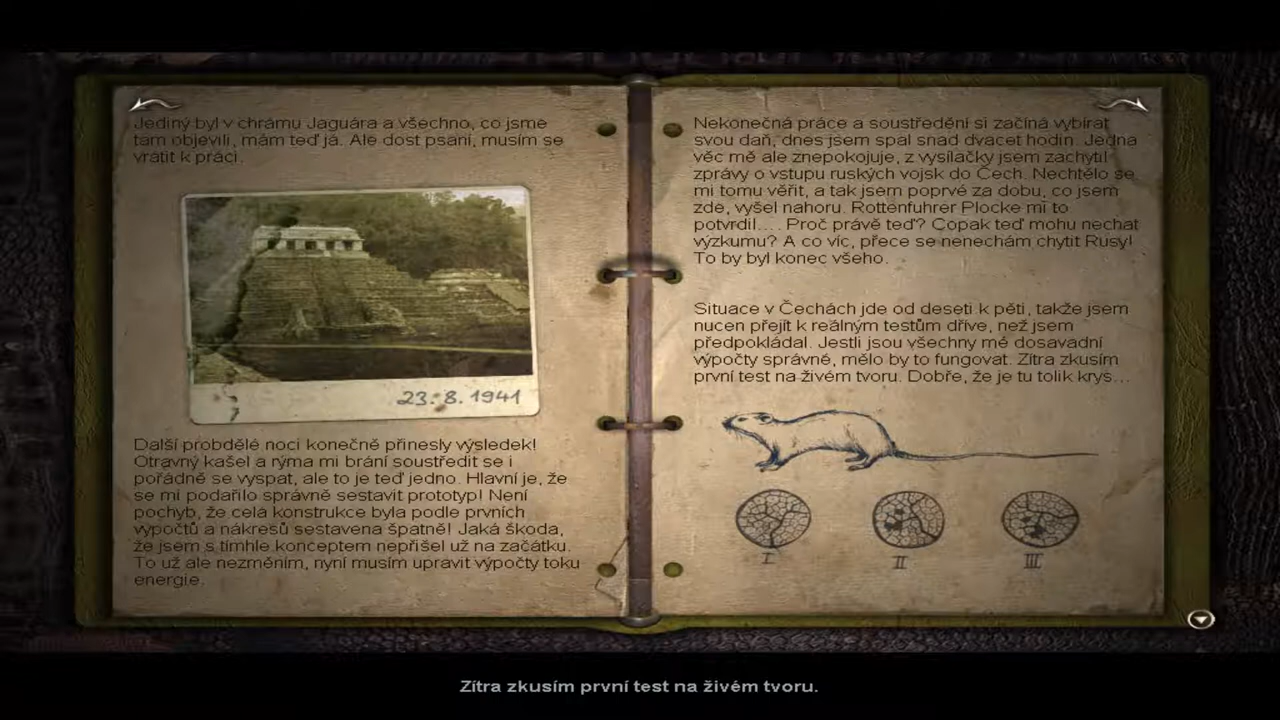 Jediný byl v chrámu Jaguára a všechno, co jsme
tam objevili, mám teď já. Ale dost psaní, musím se
vrátit k práci.
23.8.1941
Další probdělé noci konečně přinesly výsledek!
Otravný kašel a rýma mi brání soustředit se i
pořádně se vyspat, ale to je teď jedno. Hlavní je, že
se mi podařilo správně sestavit prototyp! Není
pochyb, že celá konstrukce byla podle prvních
výpočtů a nákresů sestavena špatně! Jaká škoda,
že jsem s tímhle konceptem nepřišel už na začátku.
To už ale nezměním, nyní musím upravit výpočty toku
energie.
Nekonečná práce a soustředění si začíná vybírat
svou daň, dnes jsem spal snad dvacet hodin. Jedna
věc mě ale znepokojuje, z vysílačky jsem zachytil
zprávy o vstupu ruských vojsk do Čech. Nechtělo se
mi tomu věřit, a tak jsem poprvé za dobu, co jsem
zde, vyšel nahoru. Rottenfuhrer Plocke mi to
potvrdil.... Proč právě teď? Copak teď mohu nechat
výzkumu? A co víc, přece se nenechám chytit Rusy!
To by byl konec všeho.
Situace v Čechách jde od deseti k pěti, takže jsem
nucen přejít k reálným testům dříve, než jsem
předpokládal. Jestli jsou všechny mé dosavadní
výpočty správné, mělo by to fungovat. Zítra zkusím
první test na živém tvoru. Dobře, že je tu tolik krys...
I II III
Zítra zkusím první test na živém tvoru.